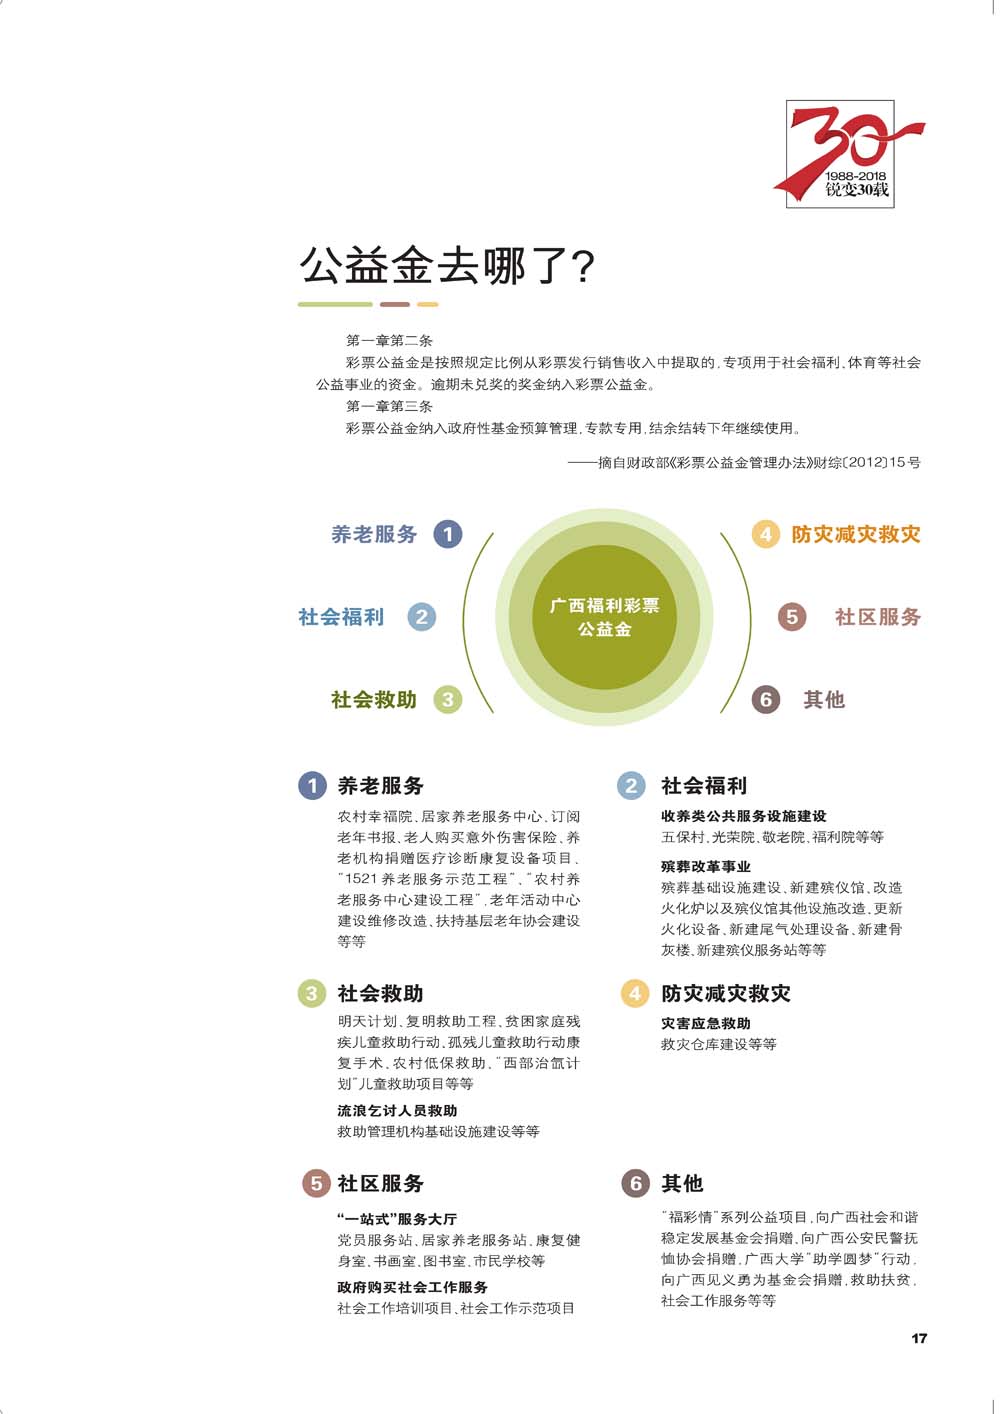 30
1988-2018
锐变30载
公益金去哪了?
第一章第二条
彩票公益金是按照规定比例从彩票发行销售收入中提取的,专项用于社会福利、体育等社会
公益事业的资金。逾期未兑奖的奖金纳入彩票公益金。
第一章第三条
彩票公益金纳入政府性基金预算管理,专款专用,结余结转下年继续使用。
——摘自财政部《彩票公益金管理办法》财综〔2012〕15号
养老服务 1
4 防灾减灾救灾
社会福利 2
广西福利彩票
公益金
5 社区服务
社会救助 3
6 其他
1 养老服务
农村幸福院、居家养老服务中心、订阅
老年书报、老人购买意外伤害保险、养
老机构捐赠医疗诊断康复设备项目、
“1521养老服务示范工程”、“农村养
老服务中心建设工程”,老年活动中心
建设维修改造、扶持基层老年协会建设
等等
2 社会福利
收养类公共服务设施建设
五保村、光荣院、敬老院、福利院等等
殡葬改革事业
殡葬基础设施建设、新建殡仪馆、改造
火化炉以及殡仪馆其他设施改造、更新
火化设备、新建尾气处理设备、新建骨
灰楼、新建殡仪服务站等等
3 社会救助
明天计划、复明救助工程、贫困家庭残
疾儿童救助行动、孤残儿童救助行动康
复手术、农村低保救助、“西部治氙计
划”儿童救助项目等等
流浪乞讨人员救助
救助管理机构基础设施建设等等
4 防灾减灾救灾
灾害应急救助
救灾仓库建设等等
5 社区服务
“一站式”服务大厅
党员服务站、居家养老服务站、康复健
身室、书画室、图书室、市民学校等
政府购买社会工作服务
社会工作培训项目、社会工作示范项目
6 其他
“福彩情”系列公益项目,向广西社会和谐
稳定发展基金会捐赠、向广西公安民警抚
恤协会捐赠,广西大学“助学圆梦”行动,
向广西见义勇为基金会捐赠,救助扶贫,
社会工作服务等等
17